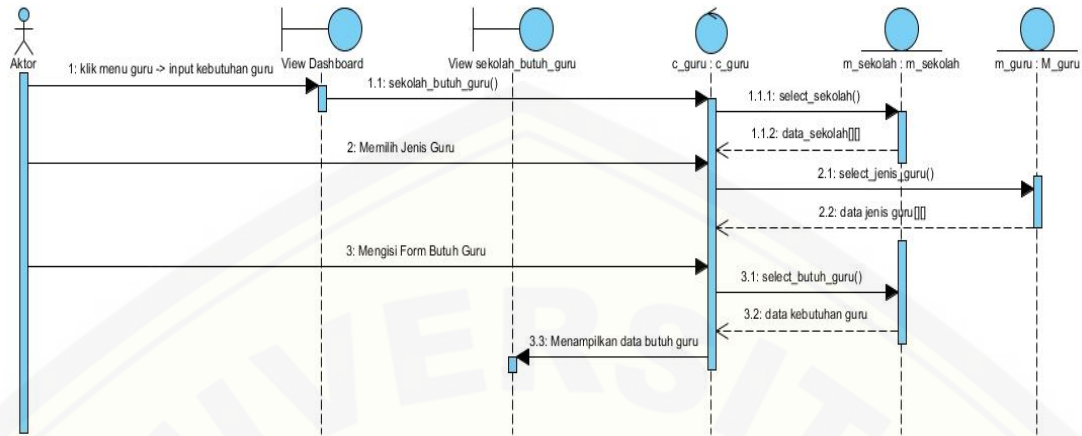 Aktor
View Dashboard
View sekolah_butuh_guru
c_guru : c_guru
m_sekolah : m_sekolah
m_guru : M_guru
1: klik menu guru -> input kebutuhan guru
1.1: sekolah_butuh_guru()
1.1.1: select_sekolah()
1.1.2: data_sekolah[][]
2: Memilih Jenis Guru
2.1: select_jenis_guru()
2.2: data jenis guru[][]
3: Mengisi Form Butuh Guru
3.1: select_butuh_guru()
3.2: data kebutuhan guru
3.3: Menampilkan data butuh guru
UNIVERSIT